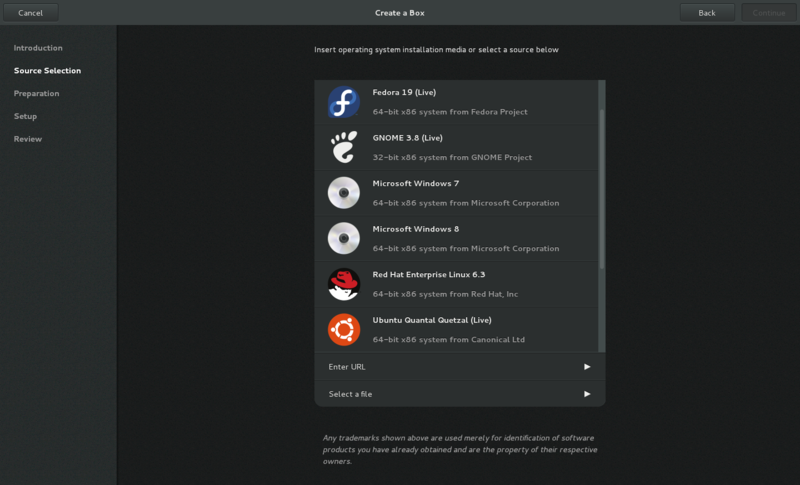 Cancel
Create a Box
Back
Continue
Introduction
Source Selection
Preparation
Setup
Review
Insert operating system installation media or select a source below
Fedora 19 (Live)
64-bit x86 system from Fedora Project
GNOME 3.8 (Live)
32-bit x86 system from GNOME Project
Microsoft Windows 7
64-bit x86 system from Microsoft Corporation
Microsoft Windows 8
64-bit x86 system from Microsoft Corporation
Red Hat Enterprise Linux 6.3
64-bit x86 system from Red Hat, Inc
Ubuntu Quantal Quetzal (Live)
64-bit x86 system from Canonical Ltd
Enter URL
Select a file
Any trademarks shown above are used merely for identification of software
products you have already obtained and are the property of their respective
owners.